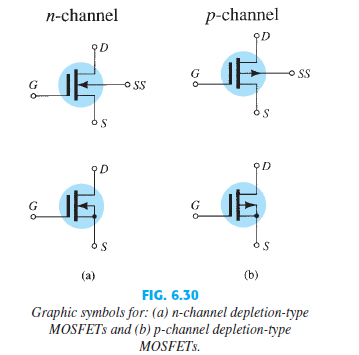 n-channel p-channel
D D
G SS G SS
S S
D D
G G
S S
(a) (b)
FIG. 6.30
Graphic symbols for: (a) n-channel depletion-type
MOSFETs and (b) p-channel depletion-type
MOSFETs.